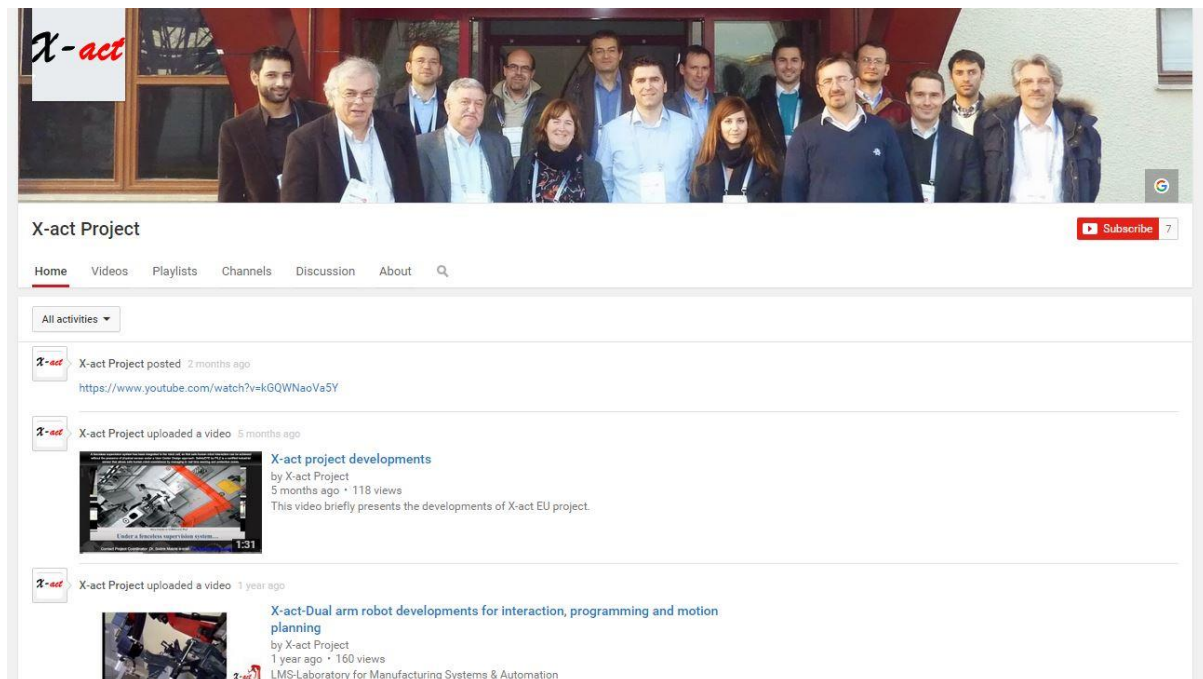 X-act
X-act Project
Subscribe 7
Home Videos Playlists Channels Discussion About
All activities
X-act
X-act Project posted 2 months ago
https://www.youtube.com/watch?v=kGQWNaoVa5Y
X-act
X-act Project uploaded a video 5 months ago
Under a fenceless supervision system....
1:31
X-act project developments
by X-act Project
5 months ago • 118 views
This video briefly presents the developments of X-act EU project.
X-act
X-act Project uploaded a video 1 year ago
X-act
X-act-Dual arm robot developments for interaction, programming and motion
planning
by X-act Project
1 year ago • 160 views
LMS-Laboratory for Manufacturing Systems & Automation